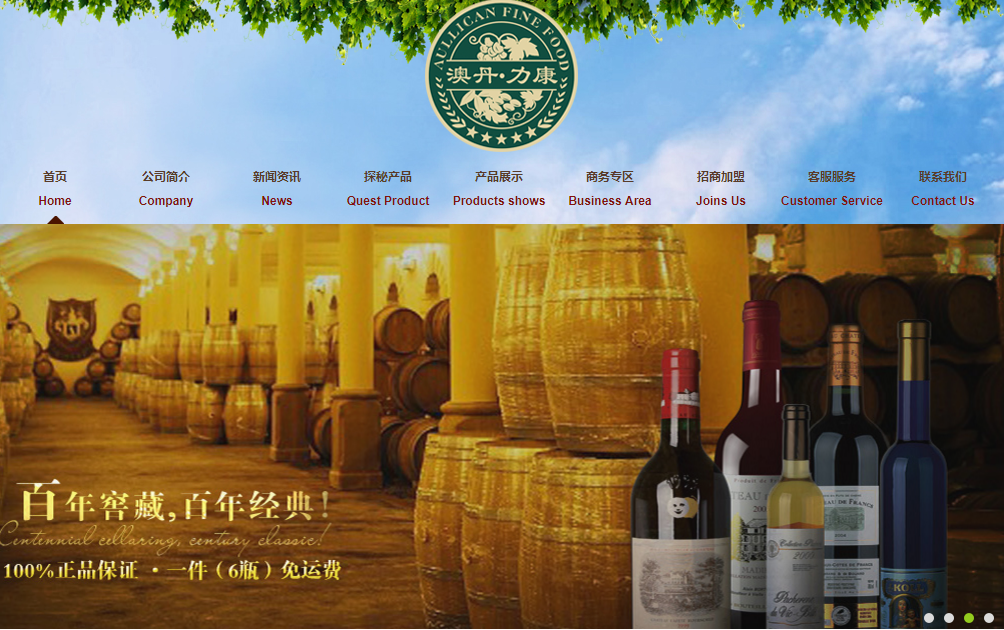 AULLICAN FINE FOOD
澳丹·力康
首页 公司简介 新闻资讯 探秘产品 产品展示 商务专区 招商加盟 客服服务 联系我们
Home Company News Quest Product Products shows Business Area Joins Us Customer Service Contact Us
百年窖藏,百年经典!
Centennial cellaring, century classic!
100%正品保证 · 一件(6瓶)免运费